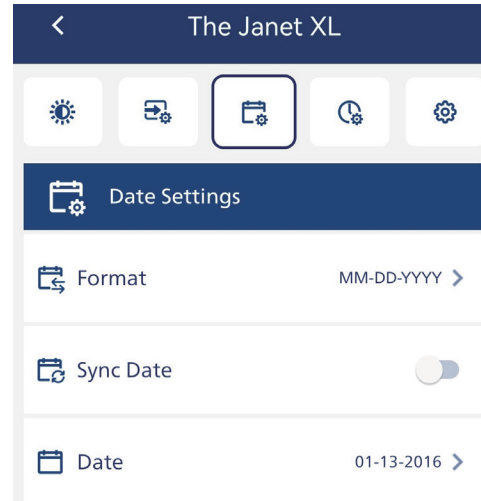 The Janet XL
Date Settings
Format MM-DD-YYYY
Sync Date
Date 01-13-2016